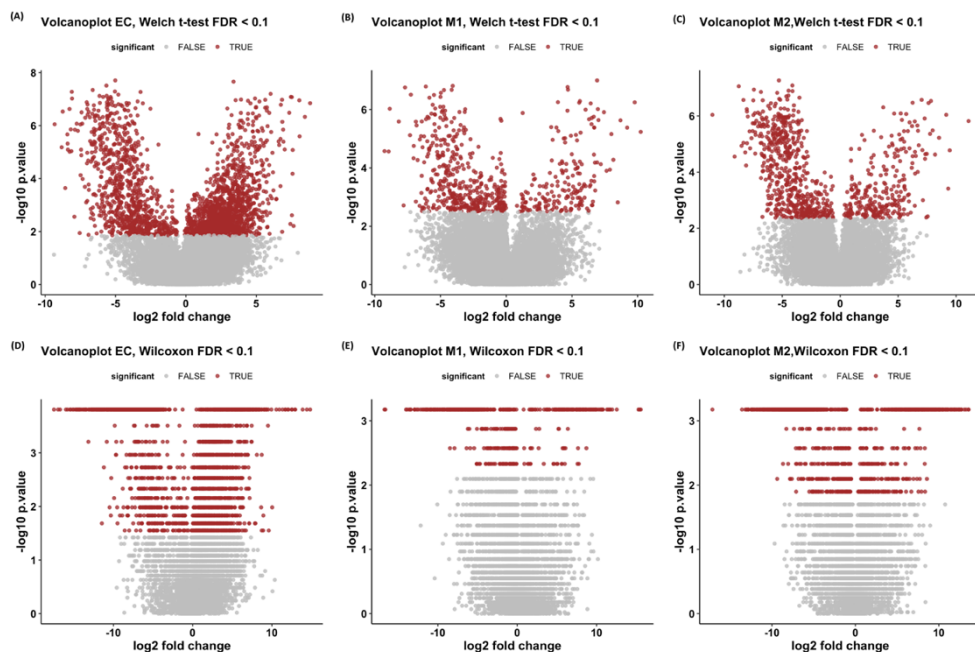 (A) Volcanoplot EC, Welch t-test FDR < 0.1
significant FALSE TRUE
8
6
4
2
0
-log10 p.value
-10 -5 0 5
log2 fold change
(B) Volcanoplot M1, Welch t-test FDR < 0.1
significant FALSE TRUE
6
4
2
0
-log10 p.value
-10 -5 0 5 10
log2 fold change
(C) Volcanoplot M2,Welch t-test FDR < 0.1
significant FALSE TRUE
6
4
2
0
-log10 p.value
-10 -5 0 5 10
log2 fold change
(D) Volcanoplot EC, Wilcoxon FDR < 0.1
significant FALSE TRUE
3
2
1
0
-log10 p.value
-10 0 10
log2 fold change
(E) Volcanoplot M1, Wilcoxon FDR < 0.1
significant FALSE TRUE
3
2
1
0
-log10 p.value
-10 0 10
log2 fold change
(F) Volcanoplot M2,Wilcoxon FDR < 0.1
significant FALSE TRUE
3
2
1
0
-log10 p.value
-10 0 10
log2 fold change